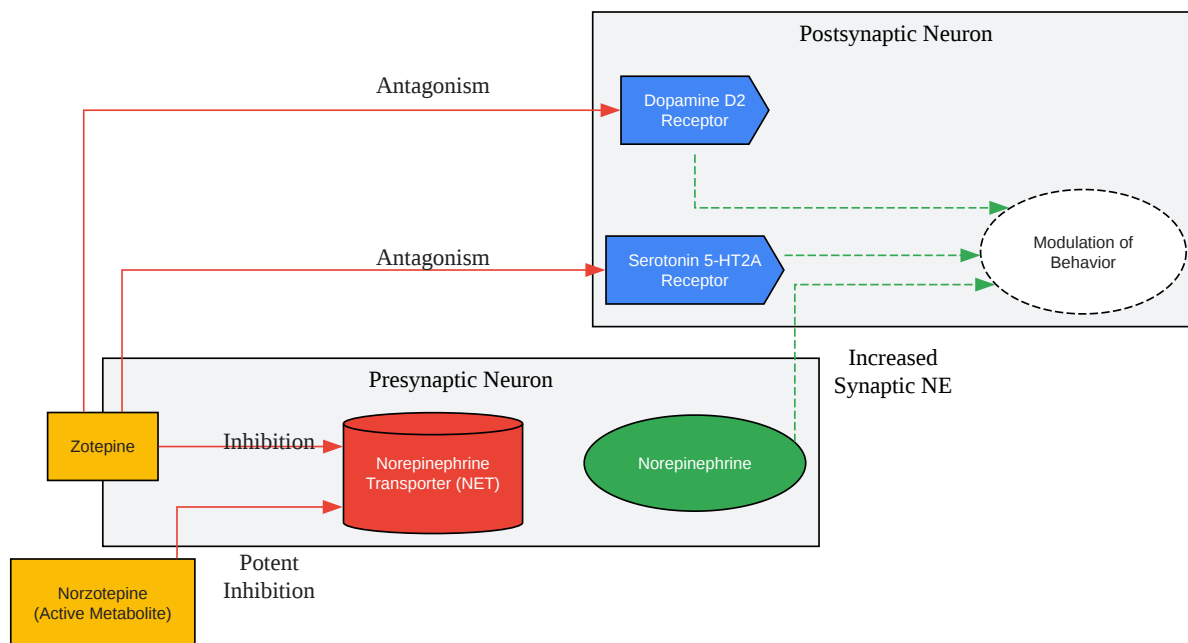 Postsynaptic Neuron
Antagonism
Dopamine D2
Receptor
Antagonism
Serotonin 5-HT2A
Receptor
Modulation of
Behavior
Increased
Synaptic NE
Presynaptic Neuron
Zotepine
Inhibition
Norepinephrine
Transporter (NET)
Norepinephrine
Potent
Inhibition
Norzotepine
(Active Metabolite)